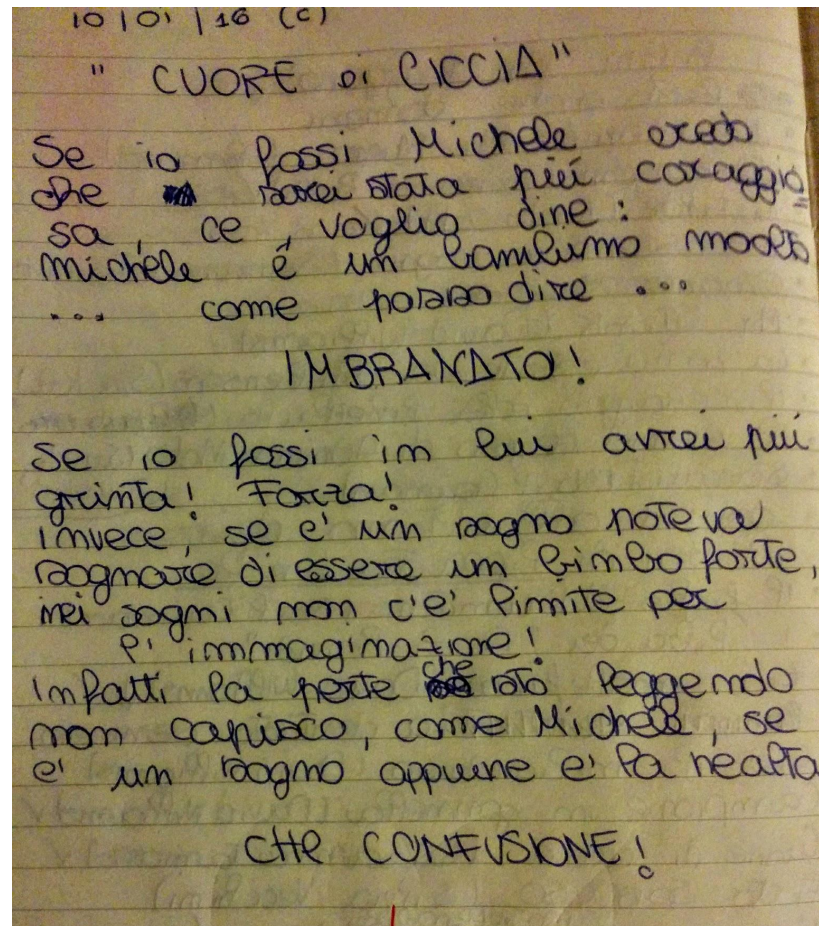 10/01/16 (c)
" CUORE di CICCIA"
Se io fossi Michele credo
che sarei stata più coraggio
sa, ce, voglio dire:
michele é un bambino molto
... come posso dire ...
IMBRANATO!
Se io fossi in lui avrei più
grinta! Forza!
invece, se e' un sogno poteva
sognare di essere un bimbo forte,
nei sogni non c'e' limite per
l'immaginazione!
Infatti la parte che sto leggendo
non capisco, come Michele, se
e' un sogno oppure e' la realta
CHe CONFUSIONE!